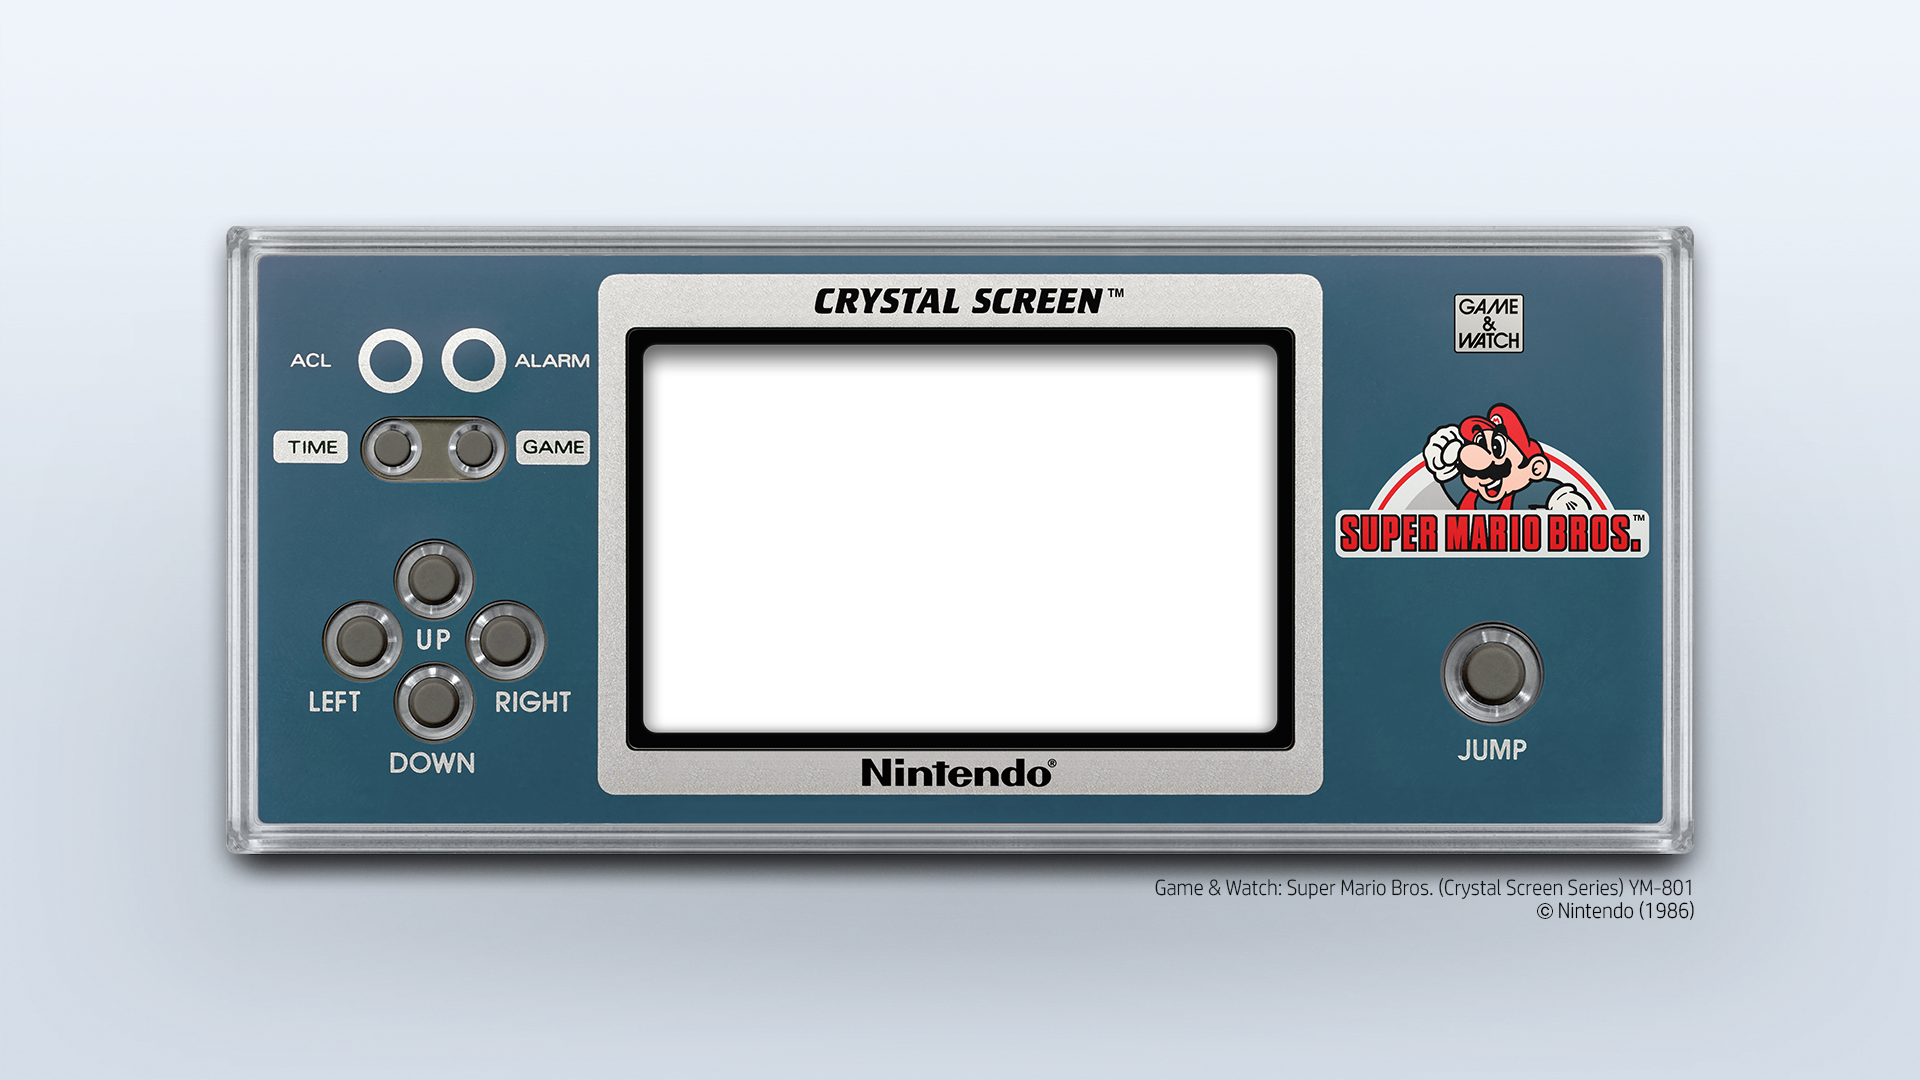 CRYSTAL SCREEN™
GAME
&
WATCH
ACL
ALARM
TIME
GAME
SUPER MARIO BROS.™
UP
LEFT
RIGHT
DOWN
JUMP
Nintendo®
Game & Watch: Super Mario Bros. (Crystal Screen Series) YM-801
© Nintendo (1986)